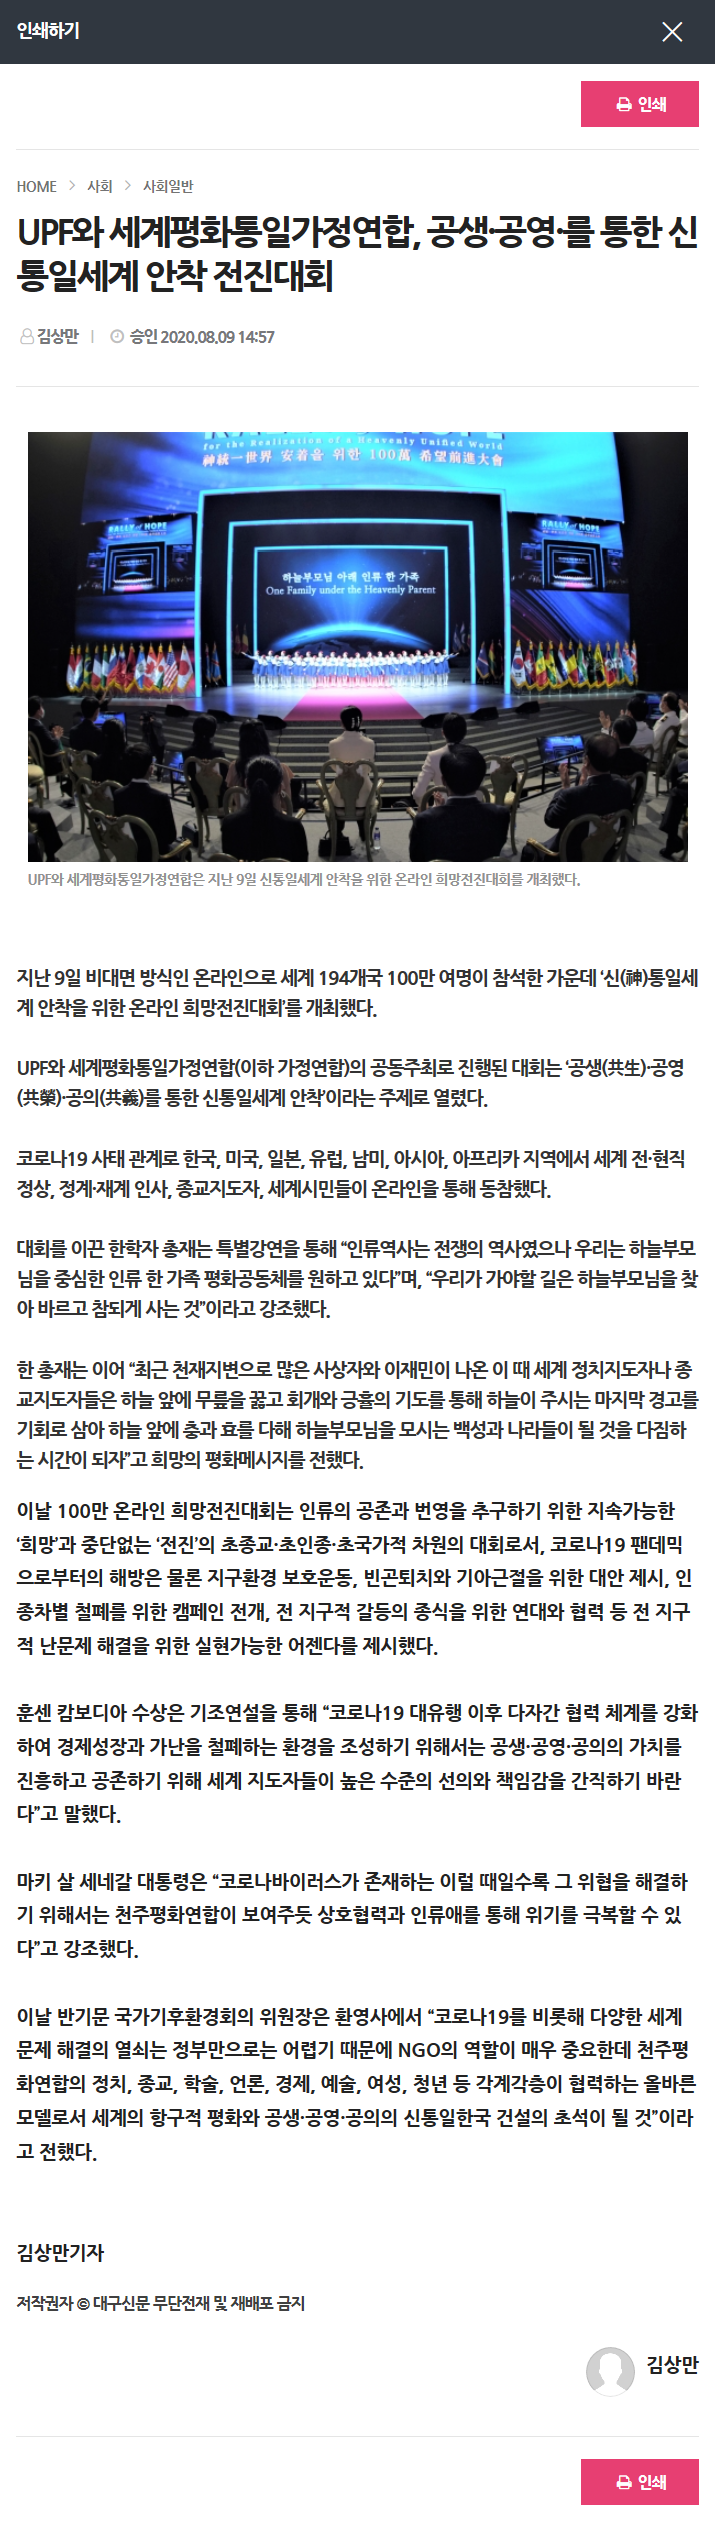 인쇄하기
인쇄
HOME > 사회 > 사회일반
UPF와 세계평화통일가정연합, 공생·공영·를 통한 신
통일세계 안착 전진대회
김상만 | 승인 2020.08.09 14:57
for the Realization of a Heavenly Unified World
神統一世界 安着을 위한 100萬 希望前進大會
RALLY of HOPE
RALLY of HOPE
하늘부모님 아래 인류 한 가족
One Family under the Heavenly Parent
UPF와 세계평화통일가정연합은 지난 9일 신통일세계 안착을 위한 온라인 희망전진대회를 개최했다.
지난 9일 비대면 방식인 온라인으로 세계 194개국 100만 여명이 참석한 가운데 ‘신(神)통일세
계 안착을 위한 온라인 희망전진대회’를 개최했다.
UPF와 세계평화통일가정연합(이하 가정연합)의 공동주최로 진행된 대회는 ‘공생(共生)·공영
(共榮)·공의(共義)를 통한 신통일세계 안착’이라는 주제로 열렸다.
코로나19 사태 관계로 한국, 미국, 일본, 유럽, 남미, 아시아, 아프리카 지역에서 세계 전·현직
정상, 정계·재계 인사, 종교지도자, 세계시민들이 온라인을 통해 동참했다.
대회를 이끈 한학자 총재는 특별강연을 통해 “인류역사는 전쟁의 역사였으나 우리는 하늘부모
님을 중심한 인류 한 가족 평화공동체를 원하고 있다”며, “우리가 가야할 길은 하늘부모님을 찾
아 바르고 참되게 사는 것”이라고 강조했다.
한 총재는 이어 “최근 천재지변으로 많은 사상자와 이재민이 나온 이 때 세계 정치지도자나 종
교지도자들은 하늘 앞에 무릎을 꿇고 회개와 긍휼의 기도를 통해 하늘이 주시는 마지막 경고를
기회로 삼아 하늘 앞에 충과 효를 다해 하늘부모님을 모시는 백성과 나라들이 될 것을 다짐하
는 시간이 되자”고 희망의 평화메시지를 전했다.
이날 100만 온라인 희망전진대회는 인류의 공존과 번영을 추구하기 위한 지속가능한
‘희망’과 중단없는 ‘전진’의 초종교·초인종·초국가적 차원의 대회로서, 코로나19 팬데믹
으로부터의 해방은 물론 지구환경 보호운동, 빈곤퇴치와 기아근절을 위한 대안 제시, 인
종차별 철폐를 위한 캠페인 전개, 전 지구적 갈등의 종식을 위한 연대와 협력 등 전 지구
적 난문제 해결을 위한 실현가능한 어젠다를 제시했다.
훈센 캄보디아 수상은 기조연설을 통해 “코로나19 대유행 이후 다자간 협력 체계를 강화
하여 경제성장과 가난을 철폐하는 환경을 조성하기 위해서는 공생·공영·공의의 가치를
진흥하고 공존하기 위해 세계 지도자들이 높은 수준의 선의와 책임감을 간직하기 바란
다”고 말했다.
마키 살 세네갈 대통령은 “코로나바이러스가 존재하는 이럴 때일수록 그 위협을 해결하
기 위해서는 천주평화연합이 보여주듯 상호협력과 인류애를 통해 위기를 극복할 수 있
다”고 강조했다.
이날 반기문 국가기후환경회의 위원장은 환영사에서 “코로나19를 비롯해 다양한 세계
문제 해결의 열쇠는 정부만으로는 어렵기 때문에 NGO의 역할이 매우 중요한데 천주평
화연합의 정치, 종교, 학술, 언론, 경제, 예술, 여성, 청년 등 각계각층이 협력하는 올바른
모델로서 세계의 항구적 평화와 공생·공영·공의의 신통일한국 건설의 초석이 될 것”이라
고 전했다.
김상만기자
저작권자 © 대구신문 무단전재 및 재배포 금지
김상만
인쇄